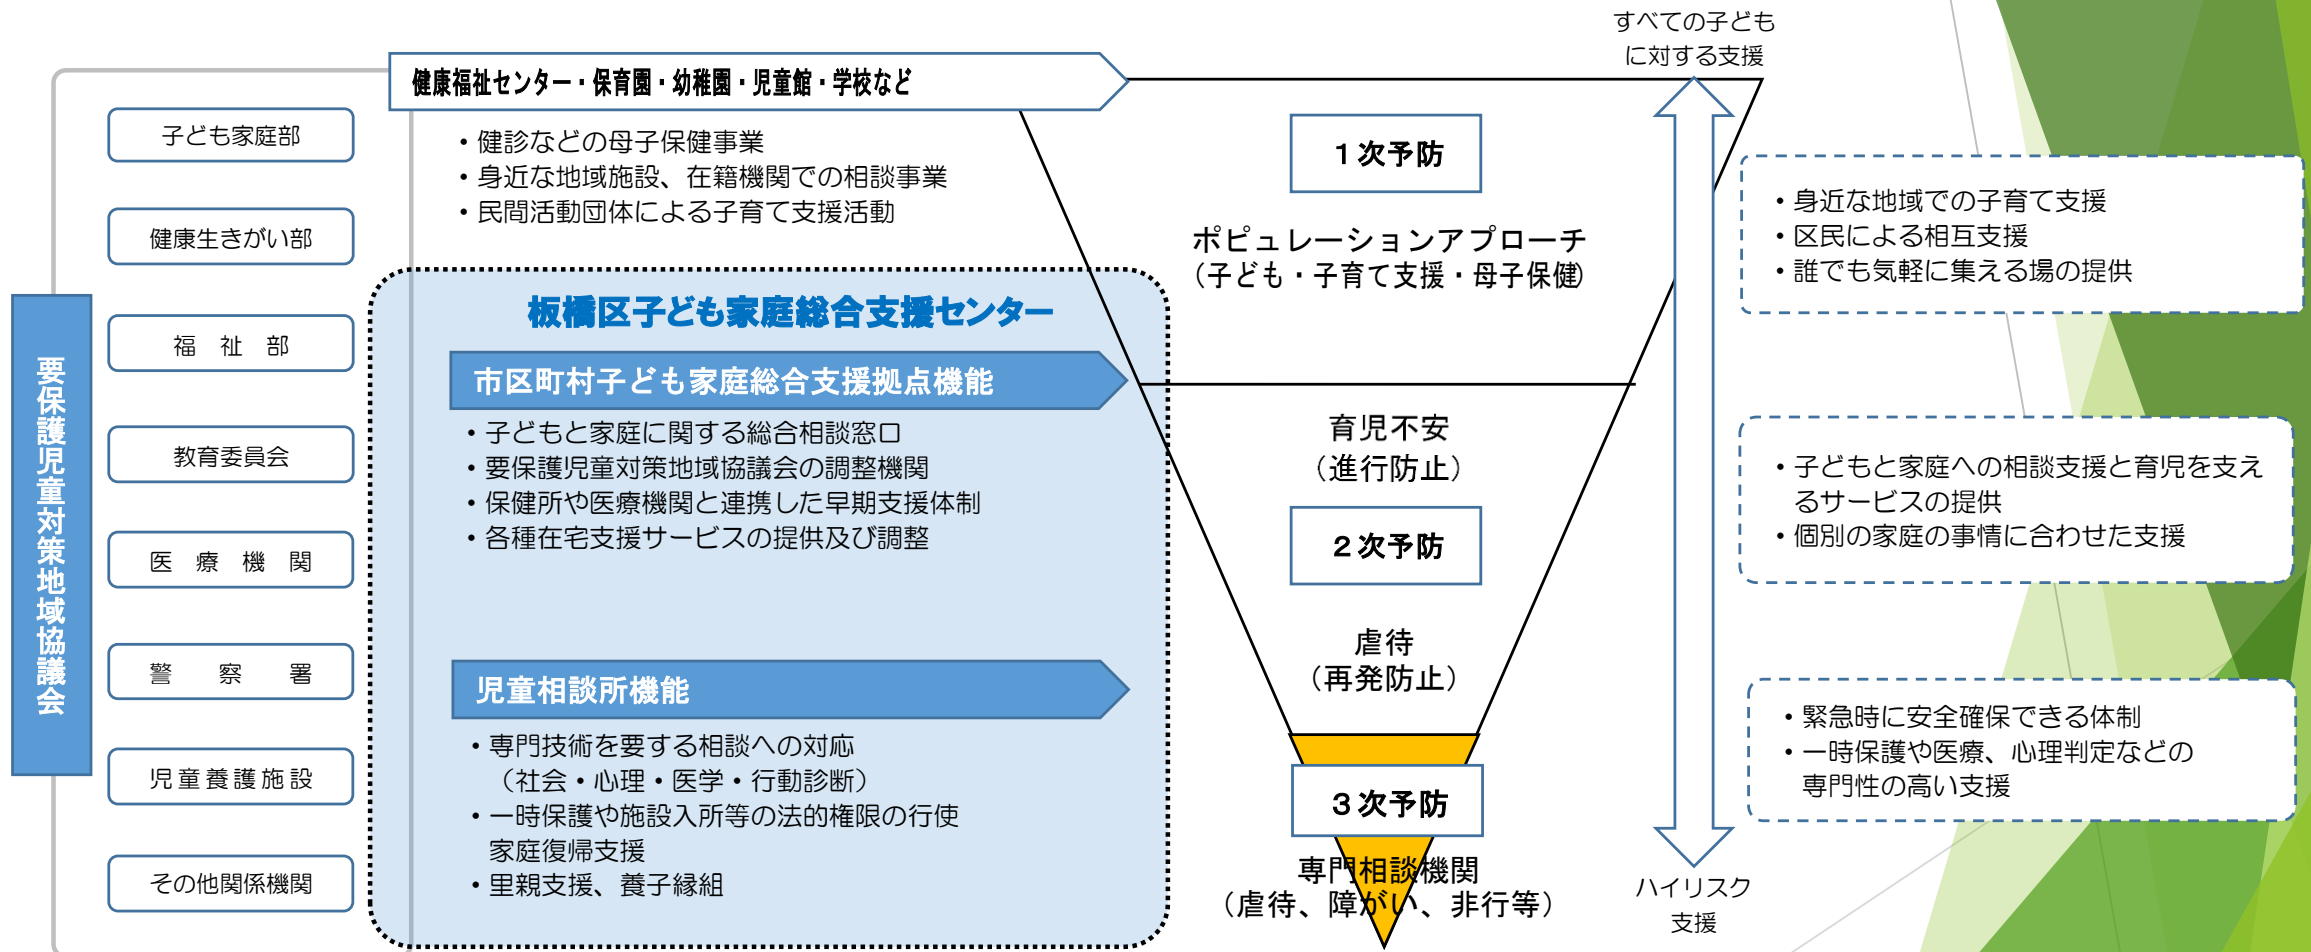 要保護児童対策地域協議会
子ども家庭部
健康生きがい部
福 祉 部
教育委員会
医 療 機 関
警 察 署
児童養護施設
その他関係機関
健康福祉センター・保育園・幼稚園・児童館・学校など
・健診などの母子保健事業
・身近な地域施設、在籍機関での相談事業
・民間活動団体による子育て支援活動
板橋区子ども家庭総合支援センター
市区町村子ども家庭総合支援拠点機能
・子どもと家庭に関する総合相談窓口
・要保護児童対策地域協議会の調整機関
・保健所や医療機関と連携した早期支援体制
・各種在宅支援サービスの提供及び調整
児童相談所機能
・専門技術を要する相談への対応
（社会・心理・医学・行動診断）
・一時保護や施設入所等の法的権限の行使
家庭復帰支援
・里親支援、養子縁組
1次予防
ポピュレーションアプローチ
（子ども・子育て支援・母子保健）
育児不安
（進行防止）
2次予防
虐待
（再発防止）
3次予防
専門相談機関
（虐待、障がい、非行等）
すべての子ども
に対する支援
ハイリスク
支援
・身近な地域での子育て支援
・区民による相互支援
・誰でも気軽に集える場の提供
・子どもと家庭への相談支援と育児を支え
るサービスの提供
・個別の家庭の事情に合わせた支援
・緊急時に安全確保できる体制
・一時保護や医療、心理判定などの
専門性の高い支援